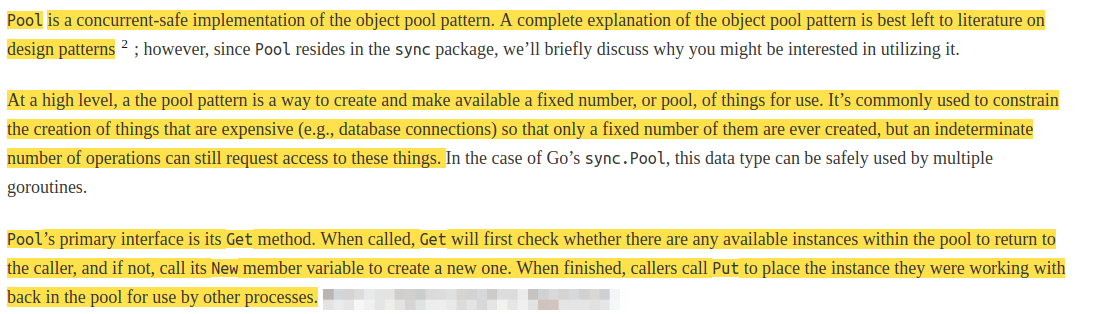 Pool is a concurrent-safe implementation of the object pool pattern. A complete explanation of the object pool pattern is best left to literature on
design patterns 2 ; however, since Pool resides in the sync package, we’ll briefly discuss why you might be interested in utilizing it.
At a high level, a the pool pattern is a way to create and make available a fixed number, or pool, of things for use. It’s commonly used to constrain
the creation of things that are expensive (e.g., database connections) so that only a fixed number of them are ever created, but an indeterminate
number of operations can still request access to these things. In the case of Go’s sync.Pool, this data type can be safely used by multiple
goroutines.
Pool’s primary interface is its Get method. When called, Get will first check whether there are any available instances within the pool to return to
the caller, and if not, call its New member variable to create a new one. When finished, callers call Put to place the instance they were working with
back in the pool for use by other processes.